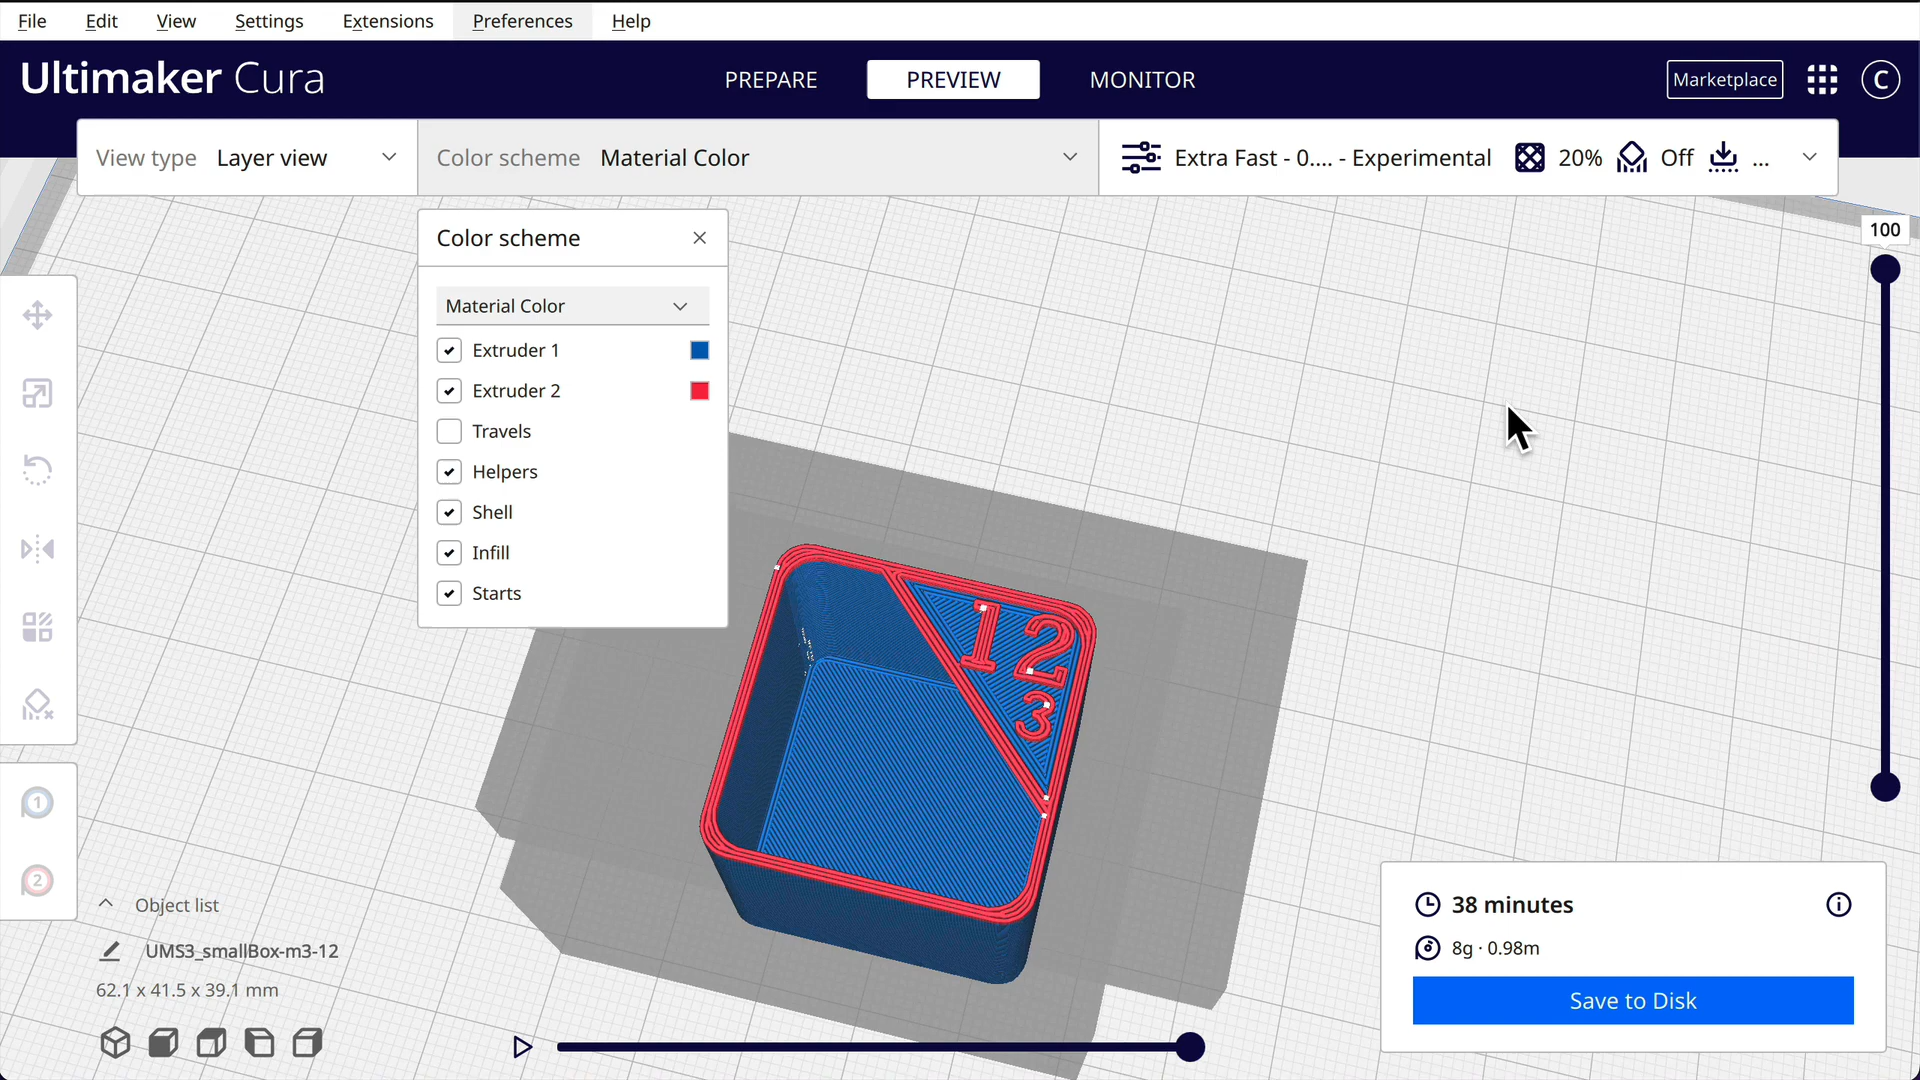 File Edit View Settings Extensions Preferences Help
Ultimaker Cura
PREPARE PREVIEW MONITOR
Marketplace
C
View type Layer view
Color scheme Material Color
Extra Fast - 0.... - Experimental 20% Off ...
100
Color scheme
Material Color
Extruder 1
Extruder 2
Travels
Helpers
Shell
Infill
Starts
12
3
1
2
Object list
UMS3_smallBox-m3-12
62.1 x 41.5 x 39.1 mm
38 minutes
8g · 0.98m
Save to Disk